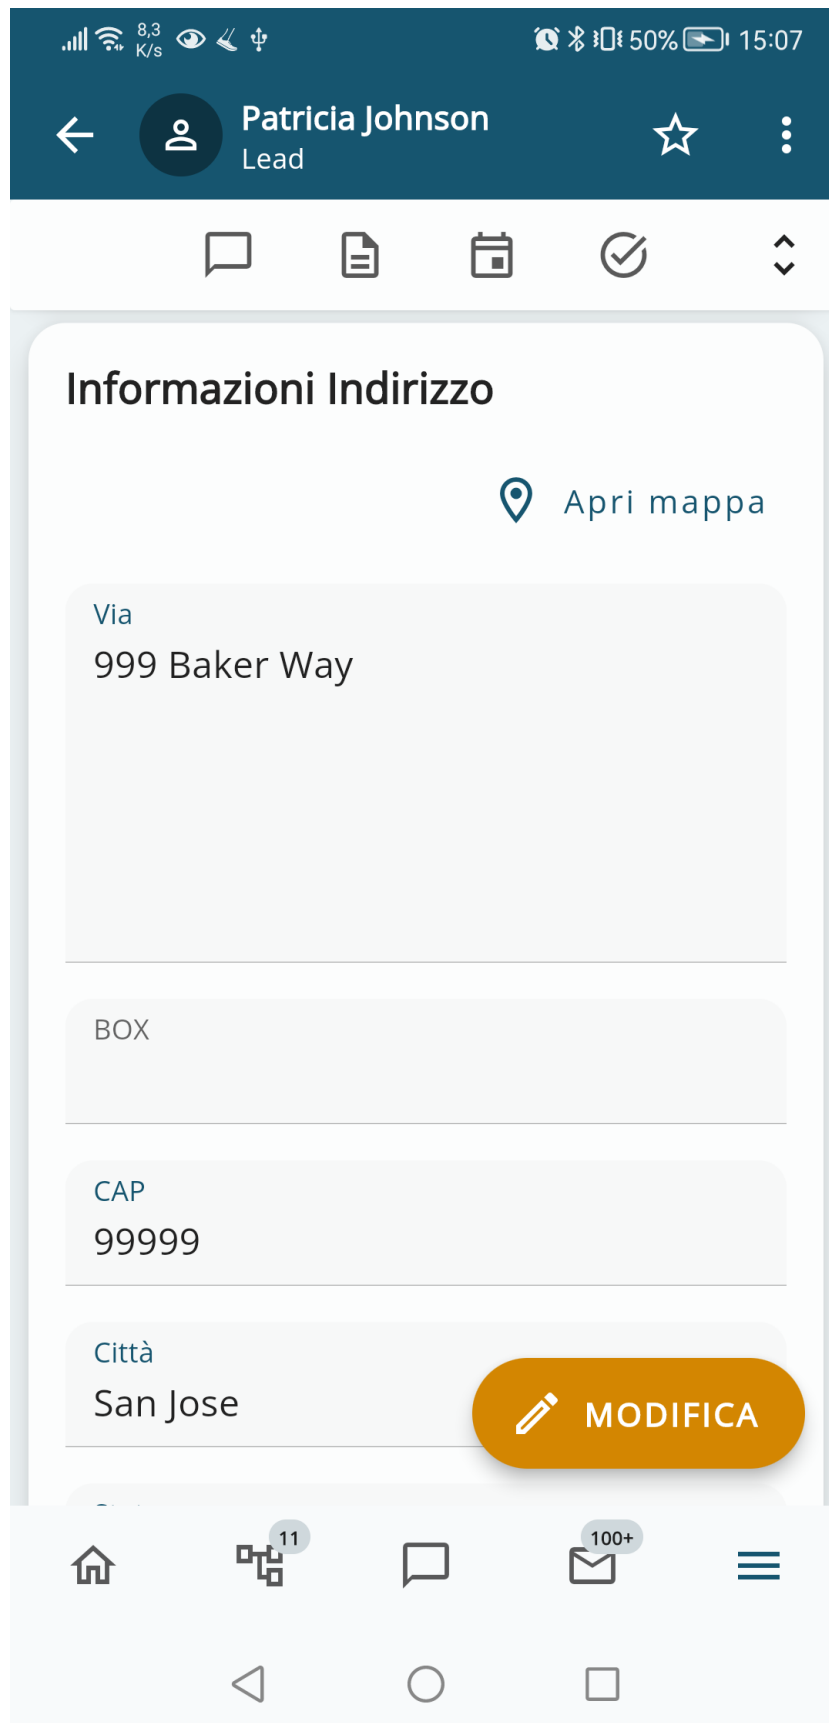 8,3
K/s
50%
15:07
Patricia Johnson
Lead
Informazioni Indirizzo
Apri mappa
Via
999 Baker Way
BOX
CAP
99999
Città
San Jose
MODIFICA
11
100+